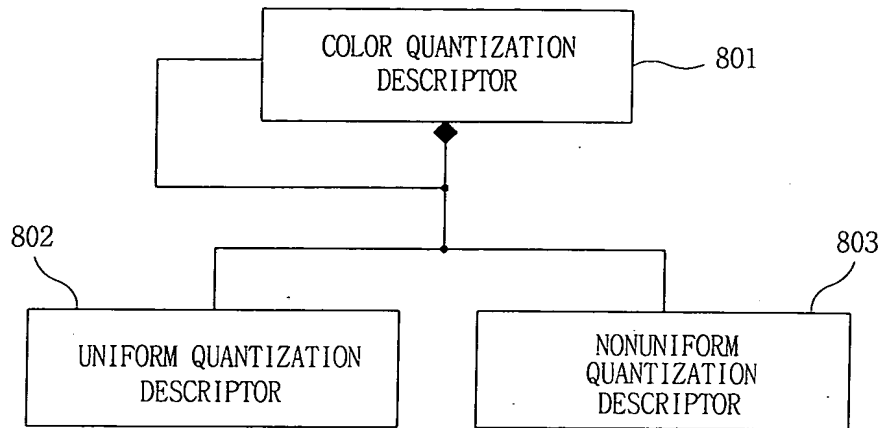 COLOR QUANTIZATION
DESCRIPTOR
801
802
803
UNIFORM QUANTIZATION
DESCRIPTOR
NONUNIFORM
QUANTIZATION
DESCRIPTOR